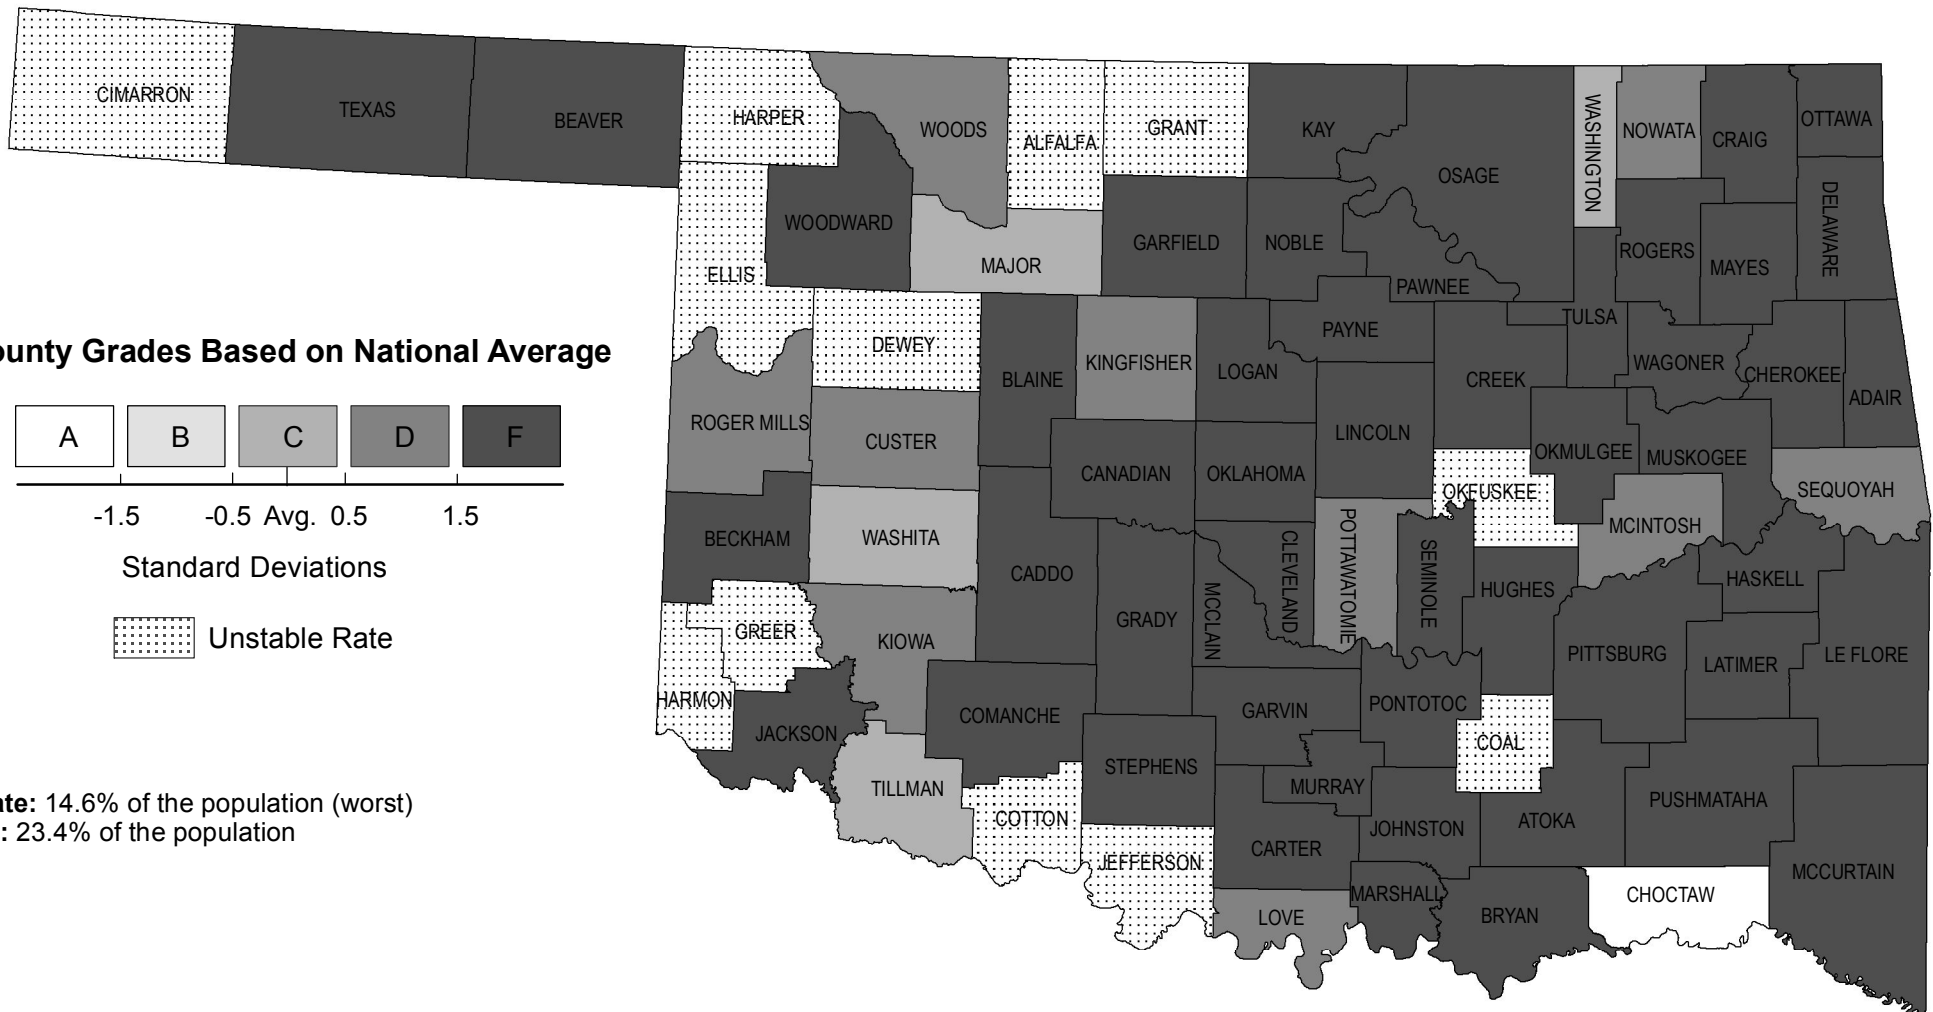 CIMARRON
TEXAS
BEAVER
HARPER
WOODS
ALFALFA
GRANT
KAY
OSAGE
WASHINGTON
NOWATA
CRAIG
OTTAWA
DELAWARE
WOODWARD
ELLIS
MAJOR
GARFIELD
NOBLE
PAWNEE
ROGERS
MAYES
TULSA
DEWEY
BLAINE
KINGFISHER
LOGAN
PAYNE
CREEK
WAGONER
CHEROKEE
ADAIR
ounty Grades Based on National Average
A B C D F
-1.5 -0.5 Avg. 0.5 1.5
Standard Deviations
Unstable Rate
ROGER MILLS
CUSTER
CANADIAN
OKLAHOMA
LINCOLN
OKMULGEE
MUSKOGEE
OKFUSKEE
SEQUOYAH
MCINTOSH
BECKHAM
WASHITA
CADDO
GRADY
MCCLAIN
CLEVELAND
POTTAWATOMIE
SEMINOLE
HUGHES
HASKELL
GREER
KIOWA
PITTSBURG
LATIMER
LE FLORE
HARMON
JACKSON
COMANCHE
GARVIN
PONTOTOC
COAL
TILLMAN
STEPHENS
MURRAY
COTTON
JOHNSTON
ATOKA
PUSHMATAHA
JEFFERSON
CARTER
MARSHALL
LOVE
BRYAN
CHOCTAW
MCCURTAIN
ate: 14.6% of the population (worst)
: 23.4% of the population